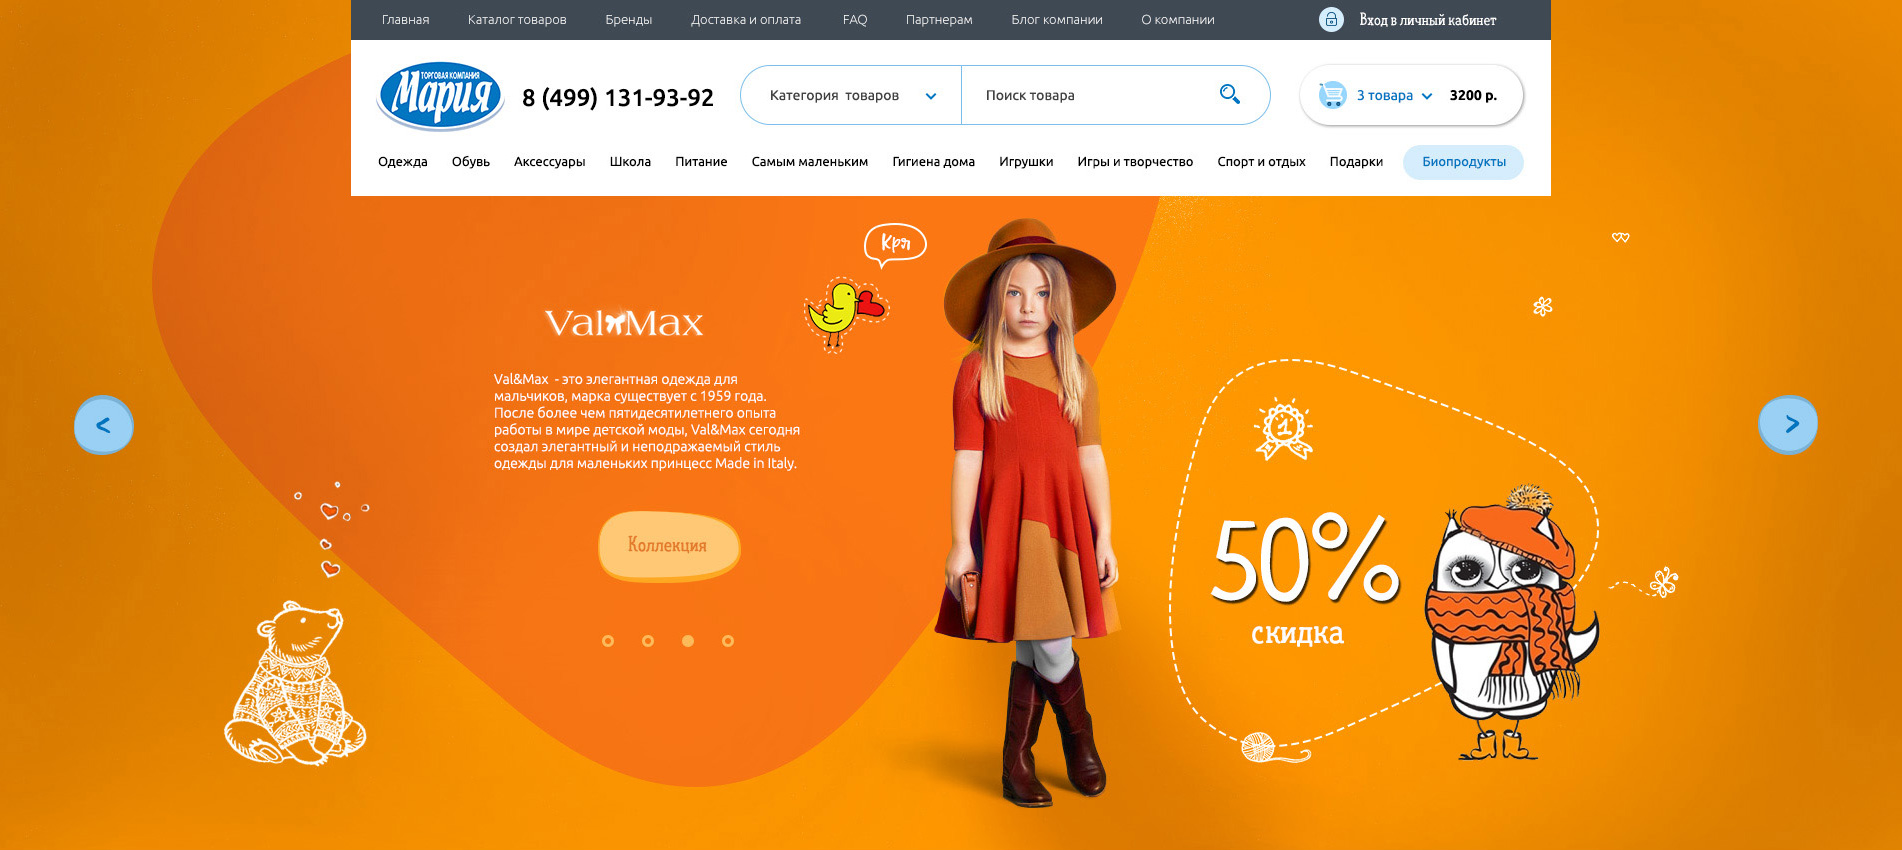 Главная Каталог товаров Бренды Доставка и оплата FAQ Партнерам Блог компании О компании Вход в личный кабинет
ТОРГОВАЯ КОМПАНИЯ
Мария
8 (499) 131-93-92 Категория товаров Поиск товара 3 товара 3200 р.
Одежда Обувь Аксессуары Школа Питание Самым маленьким Гигиена дома Игрушки Игры и творчество Спорт и отдых Подарки Биопродукты
Кря
Val Max
Val&Max - это элегантная одежда для
мальчиков, марка существует с 1959 года.
После более чем пятидесятилетнего опыта
работы в мире детской моды, Val&Max сегодня
создал элегантный и неподражаемый стиль
одежды для маленьких принцесс Made in Italy.
Коллекция
1
50%
скидка